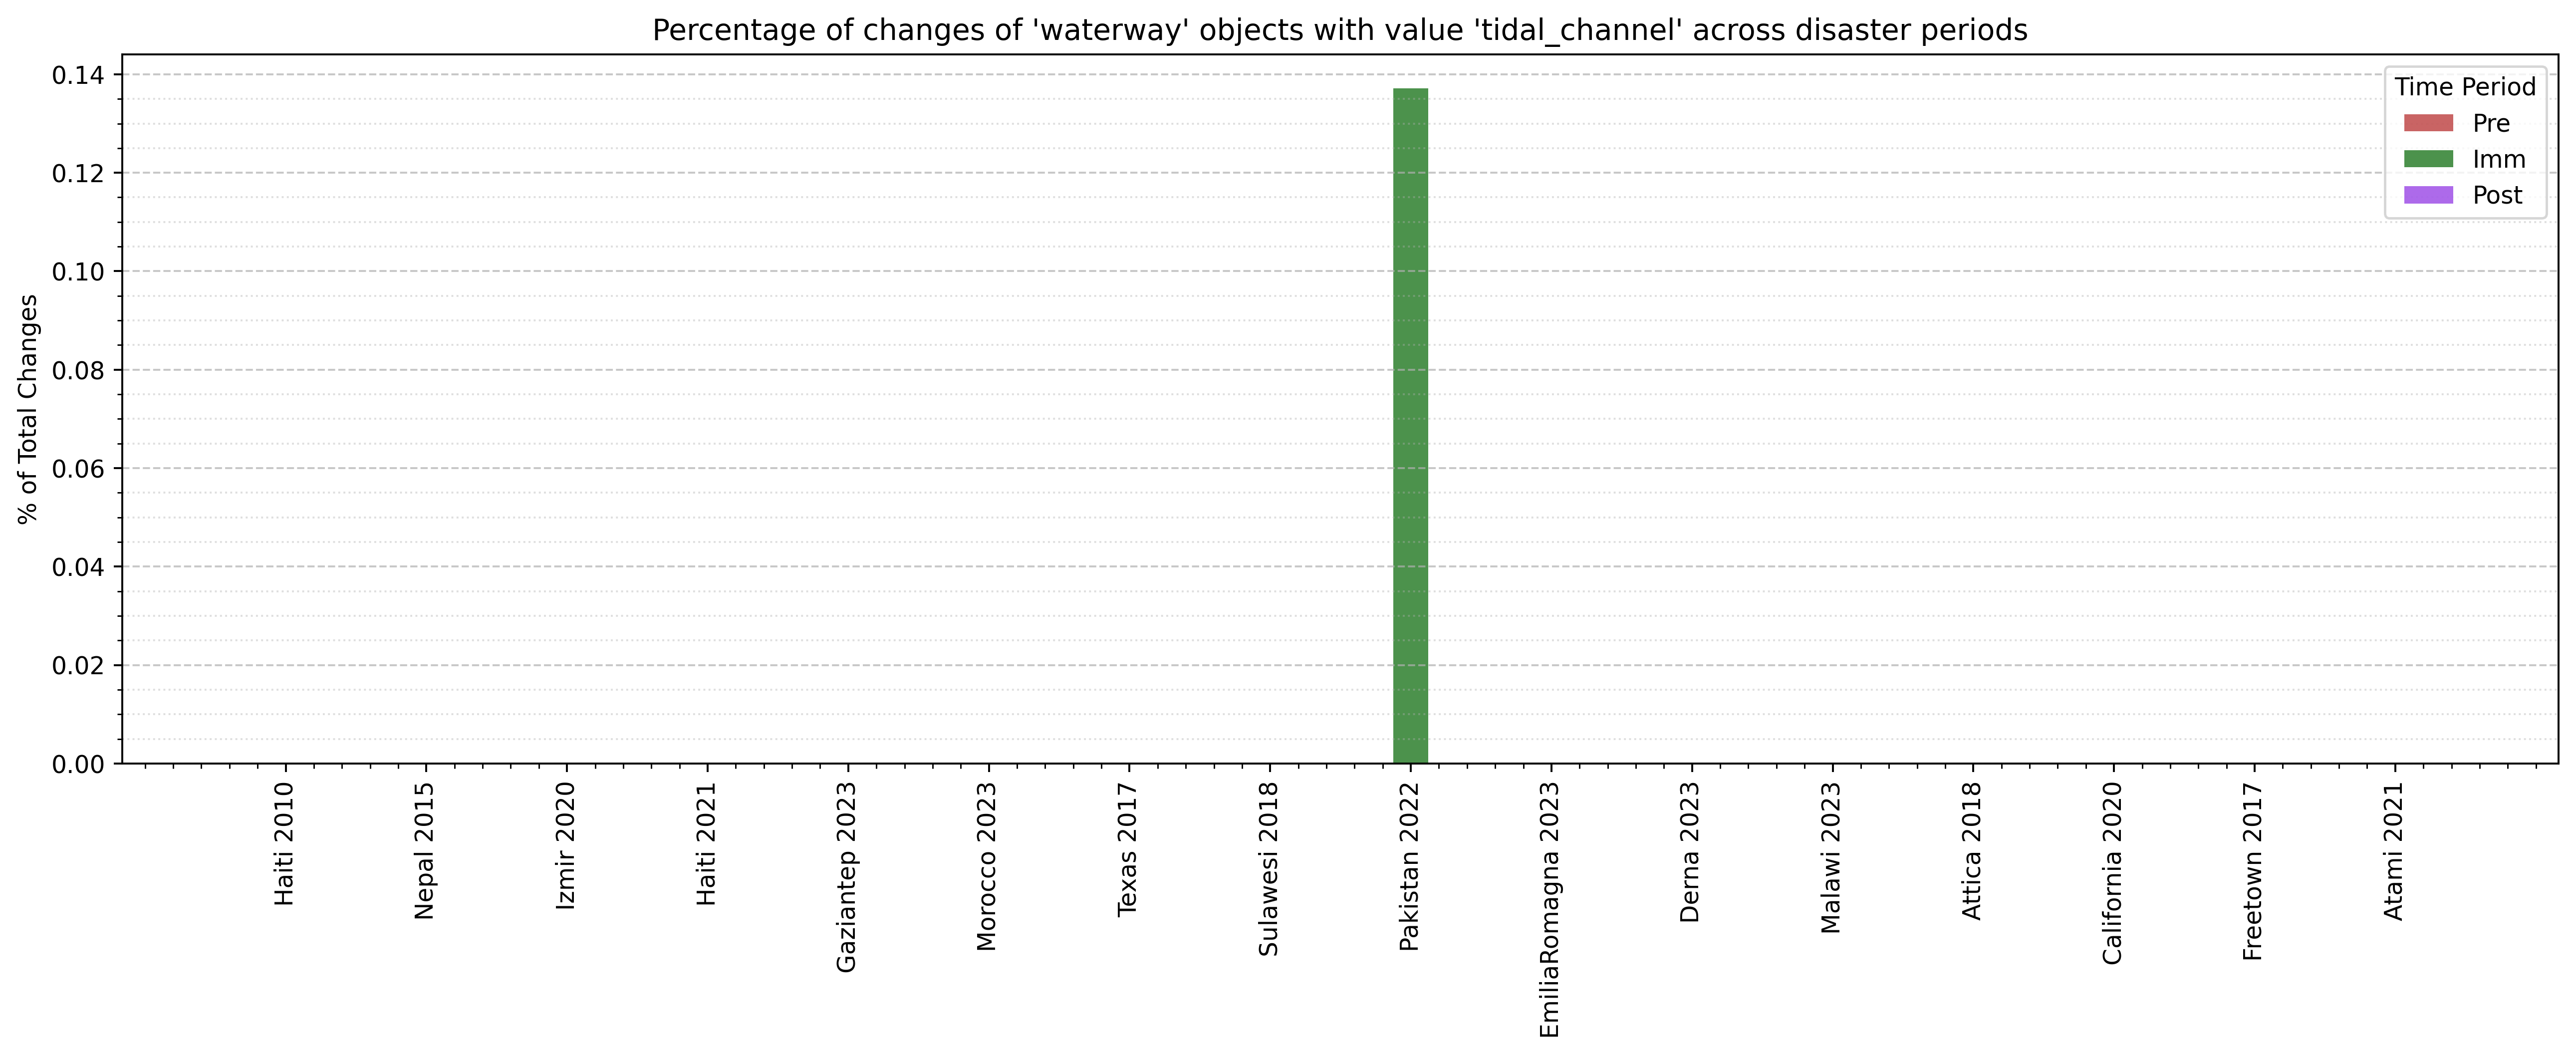 Percentage of changes of 'waterway' objects with value 'tidal_channel' across disaster periods
% of Total Changes
0.14
0.12
0.10
0.08
0.06
0.04
0.02
0.00
Time Period
Pre
Imm
Post
Haiti 2010
Nepal 2015
Izmir 2020
Haiti 2021
Gaziantep 2023
Morocco 2023
Texas 2017
Sulawesi 2018
Pakistan 2022
EmiliaRomagna 2023
Derna 2023
Malawi 2023
Attica 2018
California 2020
Freetown 2017
Atami 2021